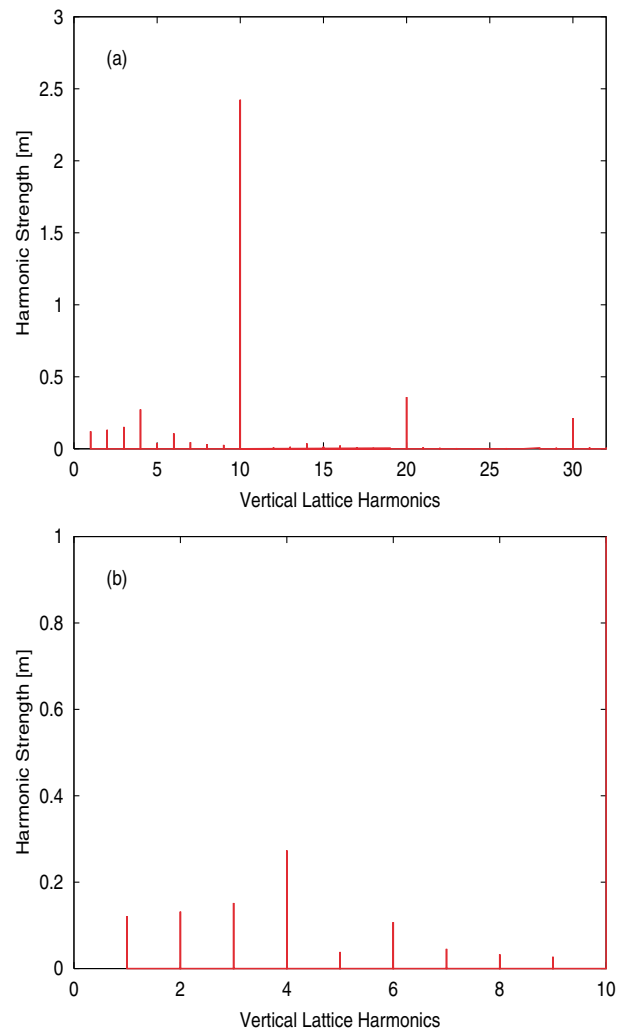 3
(a)
2.5
2
Harmonic Strength [m]
1.5
1
0.5
0
0 5 10 15 20 25 30
Vertical Lattice Harmonics
1
(b)
0.8
0.6
Harmonic Strength [m]
0.4
0.2
0
0 2 4 6 8 10
Vertical Lattice Harmonics